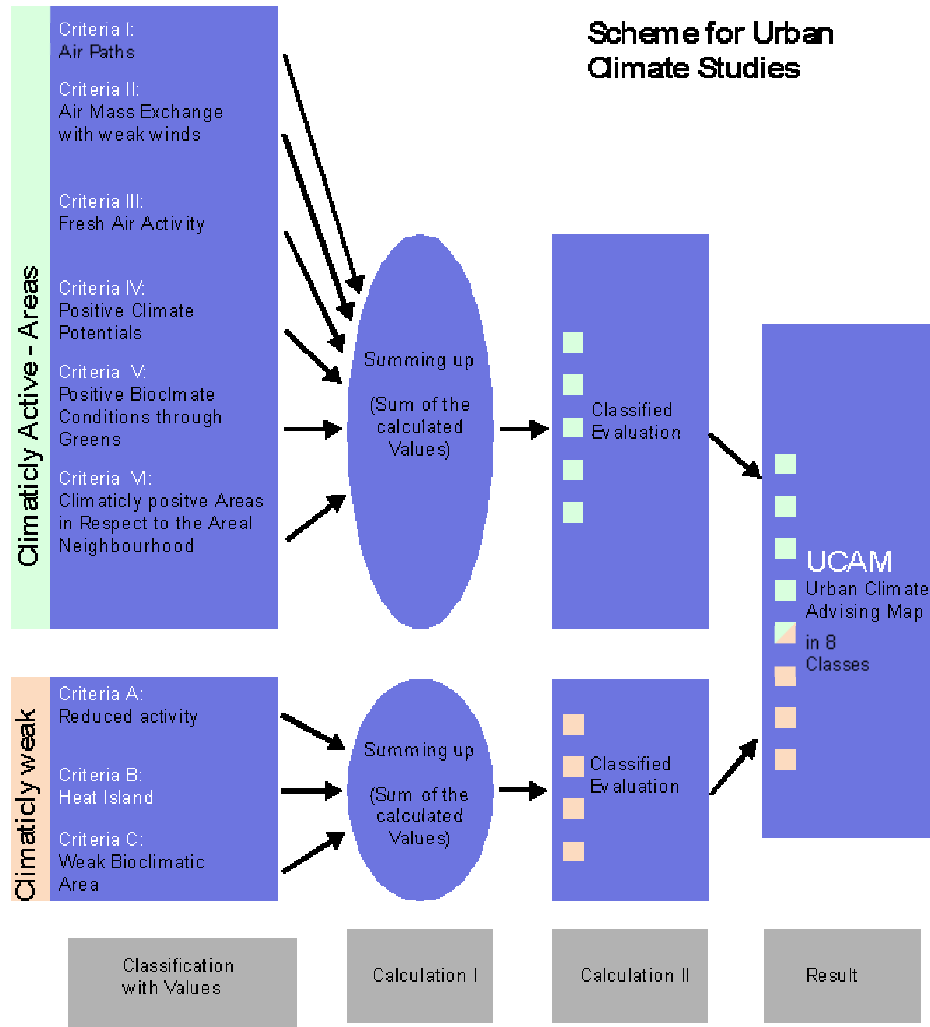 Scheme for Urban
Climate Studies
Climaticly Active - Areas
Criteria I:
Air Paths
Criteria II:
Air Mass Exchange
with weak winds
Criteria III:
Fresh Air Activity
Criteria IV:
Positive Climate
Potentials
Criteria V:
Positive Bioclmate
Conditions through
Greens
Criteria VI:
Climaticly positve Areas
in Respect to the Areal
Neighbourhood
Summing up
(Sum of the
calculated
Values)
Classified
Evaluation
UCAM
Urban Climate
Advising Map
in 8
Classes
Climaticly weak
Criteria A:
Reduced activity
Criteria B:
Heat Island
Criteria C:
Weak Bioclimatic
Area
Summing up
(Sum of the
calculated
Values)
Classified
Evaluation
Classification
with Values
Calculation I
Calculation II
Result